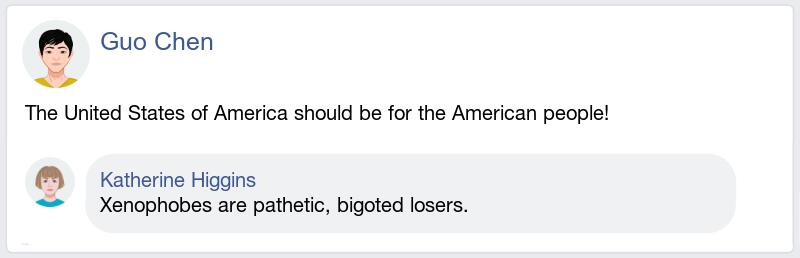 Guo Chen
The United States of America should be for the American people!
Katherine Higgins
Xenophobes are pathetic, bigoted losers.